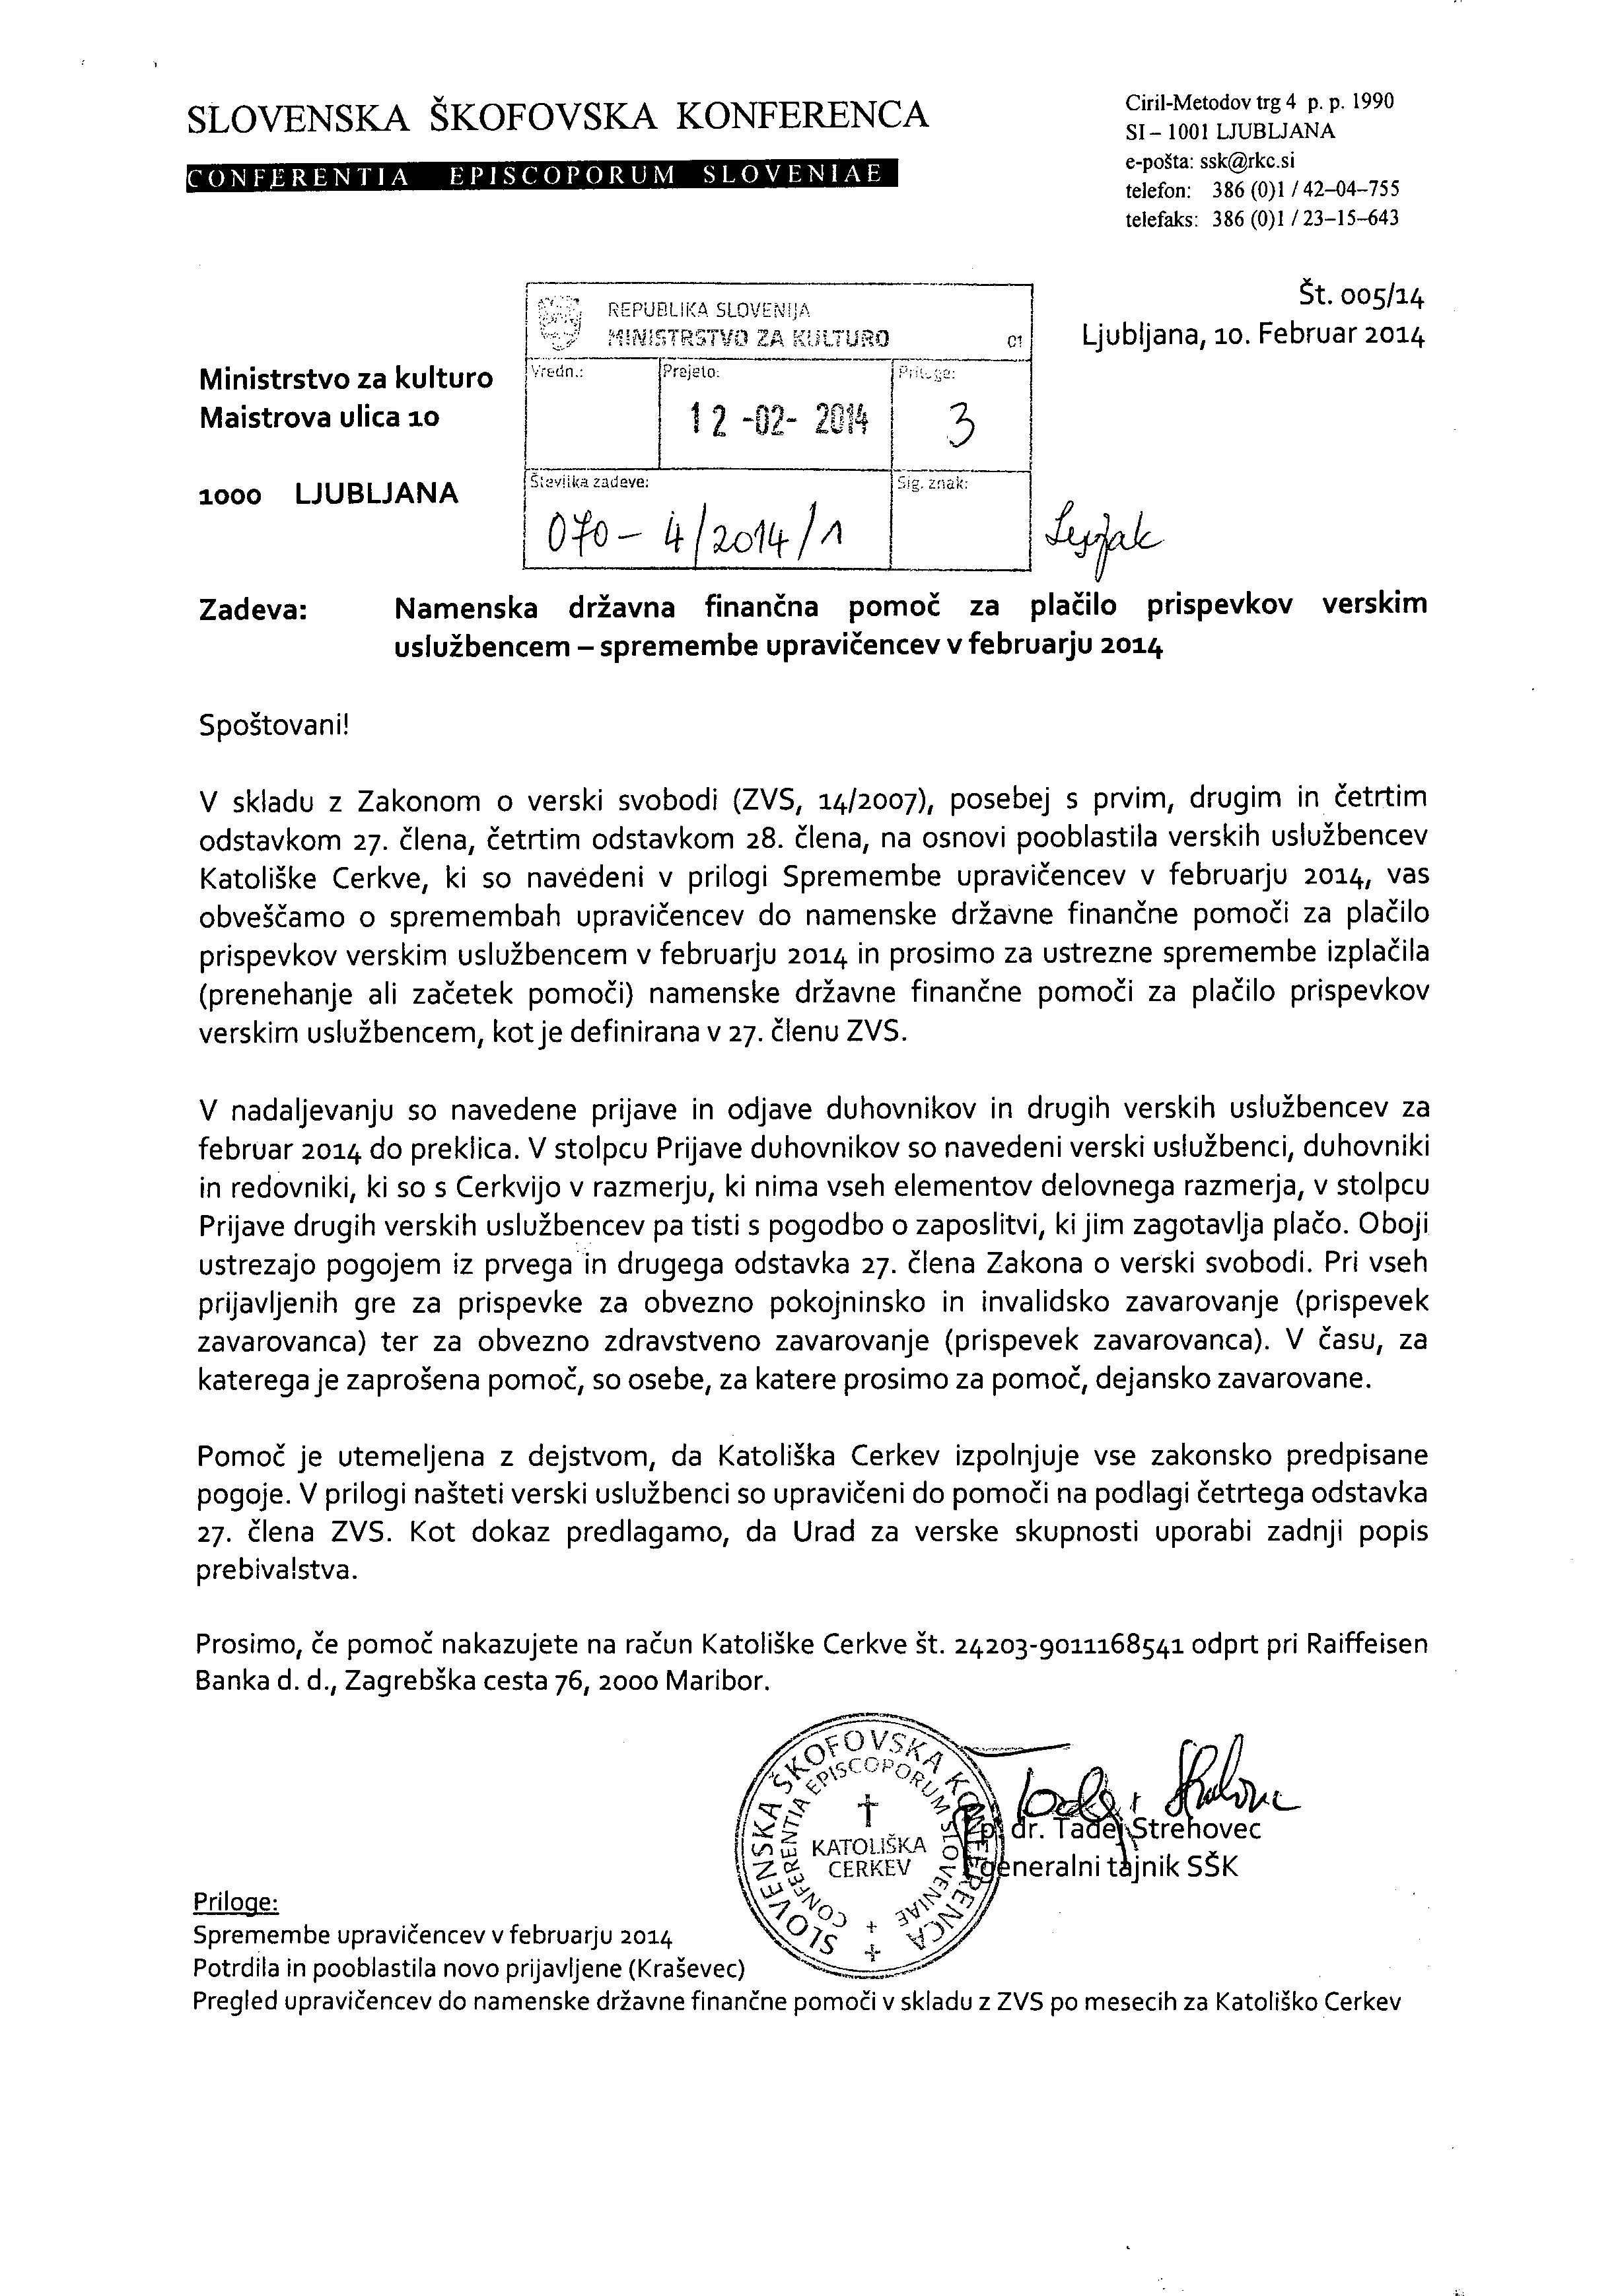 SLOVENSKA ŠKOFOVSKA KONFERENCA
CONFERENTIA EPISCOPORUM SLOVENIAE
Ciril-Metodov trg 4 p. p. 1990
SI – 1001 LJUBLJANA
e-pošta: ssk@rkc.si
telefon: 386 (0)1 / 42–04–755
telefaks: 386 (0)1 / 23–15–643
Št. 005/14
Ljubljana, 10. Februar 2014
REPUBLIKA SLOVENIJA
MINISTRSTVO ZA KULTURO 01
Vredn.: Prejeto: Priloge:
12 -02- 2014 3
Številka zadeve: Sig. znak:
070 - 4/2014/1
Ministrstvo za kulturo
Maistrova ulica 10
1000 LJUBLJANA
Zadeva: Namenska državna finančna pomoč za plačilo prispevkov verskim
uslužbencem – spremembe upravičencev v februarju 2014
Spoštovani!
V skladu z Zakonom o verski svobodi (ZVS, 14/2007), posebej s prvim, drugim in četrtim
odstavkom 27. člena, četrtim odstavkom 28. člena, na osnovi pooblastila verskih uslužbencev
Katoliške Cerkve, ki so navedeni v prilogi Spremembe upravičencev v februarju 2014, vas
obveščamo o spremembah upravičencev do namenske državne finančne pomoči za plačilo
prispevkov verskim uslužbencem v februarju 2014 in prosimo za ustrezne spremembe izplačila
(prenehanje ali začetek pomoči) namenske državne finančne pomoči za plačilo prispevkov
verskim uslužbencem, kot je definirana v 27. členu ZVS.
V nadaljevanju so navedene prijave in odjave duhovnikov in drugih verskih uslužbencev za
februar 2014 do preklica. V stolpcu Prijave duhovnikov so navedeni verski uslužbenci, duhovniki
in redovniki, ki so s Cerkvijo v razmerju, ki nima vseh elementov delovnega razmerja, v stolpcu
Prijave drugih verskih uslužbencev pa tisti s pogodbo o zaposlitvi, ki jim zagotavlja plačo. Oboji
ustrezajo pogojem iz prvega in drugega odstavka 27. člena Zakona o verski svobodi. Pri vseh
prijavljenih gre za prispevke za obvezno pokojninsko in invalidsko zavarovanje (prispevek
zavarovanca) ter za obvezno zdravstveno zavarovanje (prispevek zavarovanca). V času, za
katerega je zaprošena pomoč, so osebe, za katere prosimo za pomoč, dejansko zavarovane.
Pomoč je utemeljena z dejstvom, da Katoliška Cerkev izpolnjuje vse zakonsko predpisane
pogoje. V prilogi našteti verski uslužbenci so upravičeni do pomoči na podlagi četrtega odstavka
27. člena ZVS. Kot dokaz predlagamo, da Urad za verske skupnosti uporabi zadnji popis
prebivalstva.
Prosimo, če pomoč nakazujete na račun Katoliške Cerkve št. 24203-9011168541 odprt pri Raiffeisen
Banka d. d., Zagrebška cesta 76, 2000 Maribor.
SLOVENSKA ŠKOFOVSKA KONFERENCA
CONFERENTIA EPISCOPORUM SLOVENIAE
KATOLIŠKA
CERKEV
p. dr. Tadej Strehovec
generalni tajnik SŠK
Priloge:
Spremembe upravičencev v februarju 2014
Potrdila in pooblastila novo prijavljene (Kraševec)
Pregled upravičencev do namenske državne finančne pomoči v skladu z ZVS po mesecih za Katoliško Cerkev